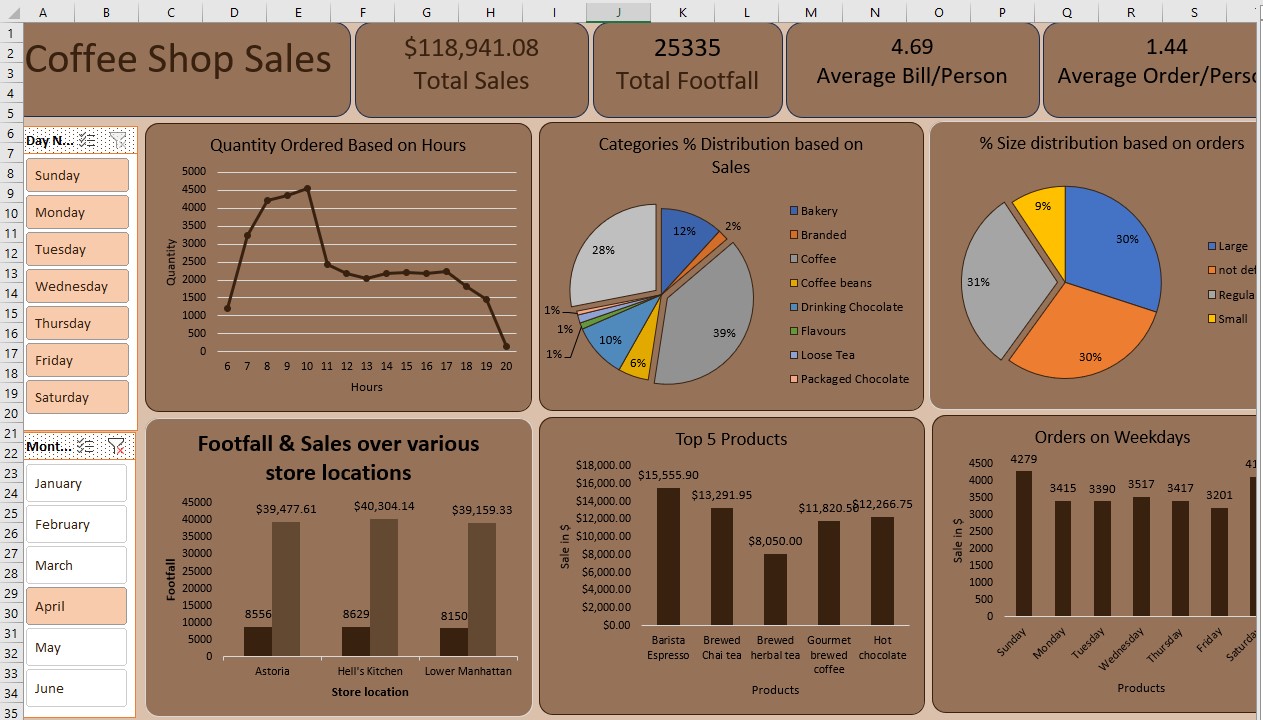 A B C D E F G H I J K L M N O P Q R S
1
2
3
4
5
6
7
8
9
10
11
12
13
14
15
16
17
18
19
20
21
22
23
24
25
26
27
28
29
30
31
32
33
34
35
Coffee Shop Sales
$118,941.08
Total Sales
25335
Total Footfall
4.69
Average Bill/Person
1.44
Average Order/Perso
Day N...
Sunday
Monday
Tuesday
Wednesday
Thursday
Friday
Saturday
Mont...
January
February
March
April
May
June
Quantity Ordered Based on Hours
Quantity
5000
4500
4000
3500
3000
2500
2000
1500
1000
500
0
6 7 8 9 10 11 12 13 14 15 16 17 18 19 20
Hours
Categories % Distribution based on
Sales
12%
2%
39%
6%
10%
1%
1%
1%
28%
Bakery
Branded
Coffee
Coffee beans
Drinking Chocolate
Flavours
Loose Tea
Packaged Chocolate
% Size distribution based on orders
9%
30%
31%
30%
Large
not def
Regula
Small
Footfall & Sales over various
store locations
Footfall
45000
40000
35000
30000
25000
20000
15000
10000
5000
0
$39,477.61 $40,304.14 $39,159.33
8556 8629 8150
Astoria Hell's Kitchen Lower Manhattan
Store location
Top 5 Products
Sale in $
$18,000.00
$16,000.00
$14,000.00
$12,000.00
$10,000.00
$8,000.00
$6,000.00
$4,000.00
$2,000.00
$0.00
$15,555.90
$13,291.95
$8,050.00
$11,820.50
$12,266.75
Barista
Espresso
Brewed
Chai tea
Brewed
herbal tea
Gourmet
brewed
coffee
Hot
chocolate
Products
Orders on Weekdays
Sale in $
4500
4000
3500
3000
2500
2000
1500
1000
500
0
4279 3415 3390 3517 3417 3201 41
Sunday Monday Tuesday Wednesday Thursday Friday Saturda
Products